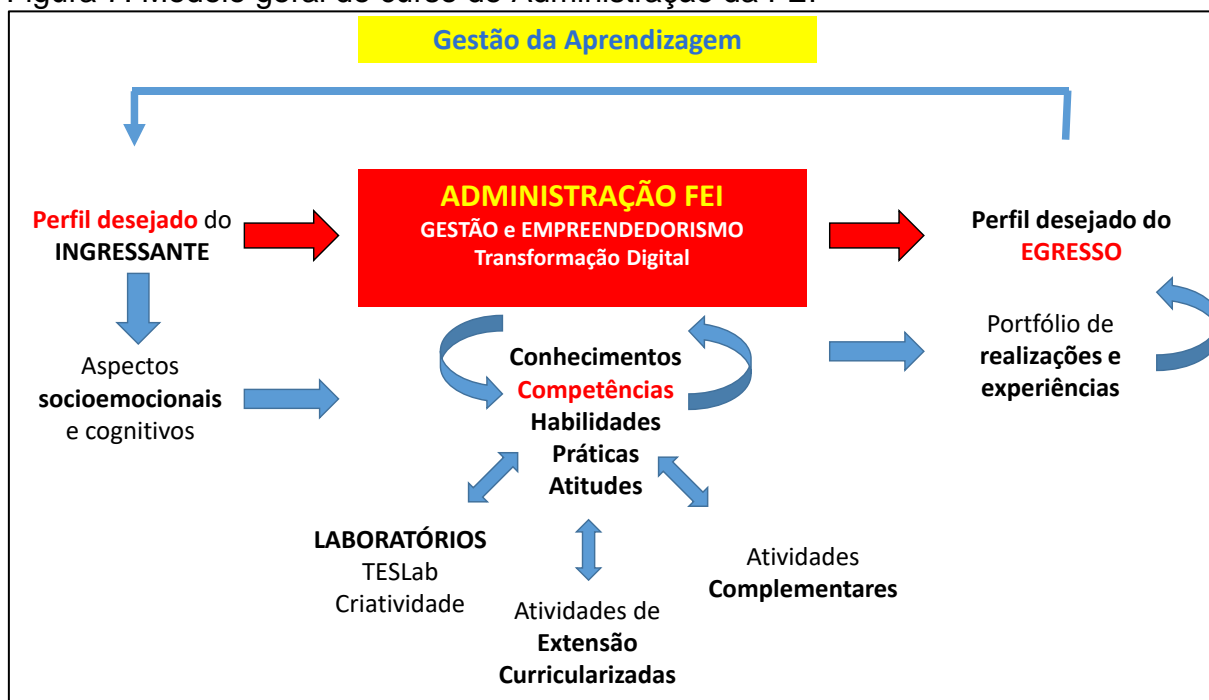 Gestão da Aprendizagem
Perfil desejado do
INGRESSANTE
ADMINISTRAÇÃO FEI
GESTÃO e EMPREENDEDORISMO
Transformação Digital
Perfil desejado do
EGRESSO
Aspectos
socioemocionais
e cognitivos
Conhecimentos
Competências
Habilidades
Práticas
Atitudes
Portfólio de
realizações e
experiências
LABORATÓRIOS
TESLab
Criatividade
Atividades de
Extensão
Curricularizadas
Atividades
Complementares